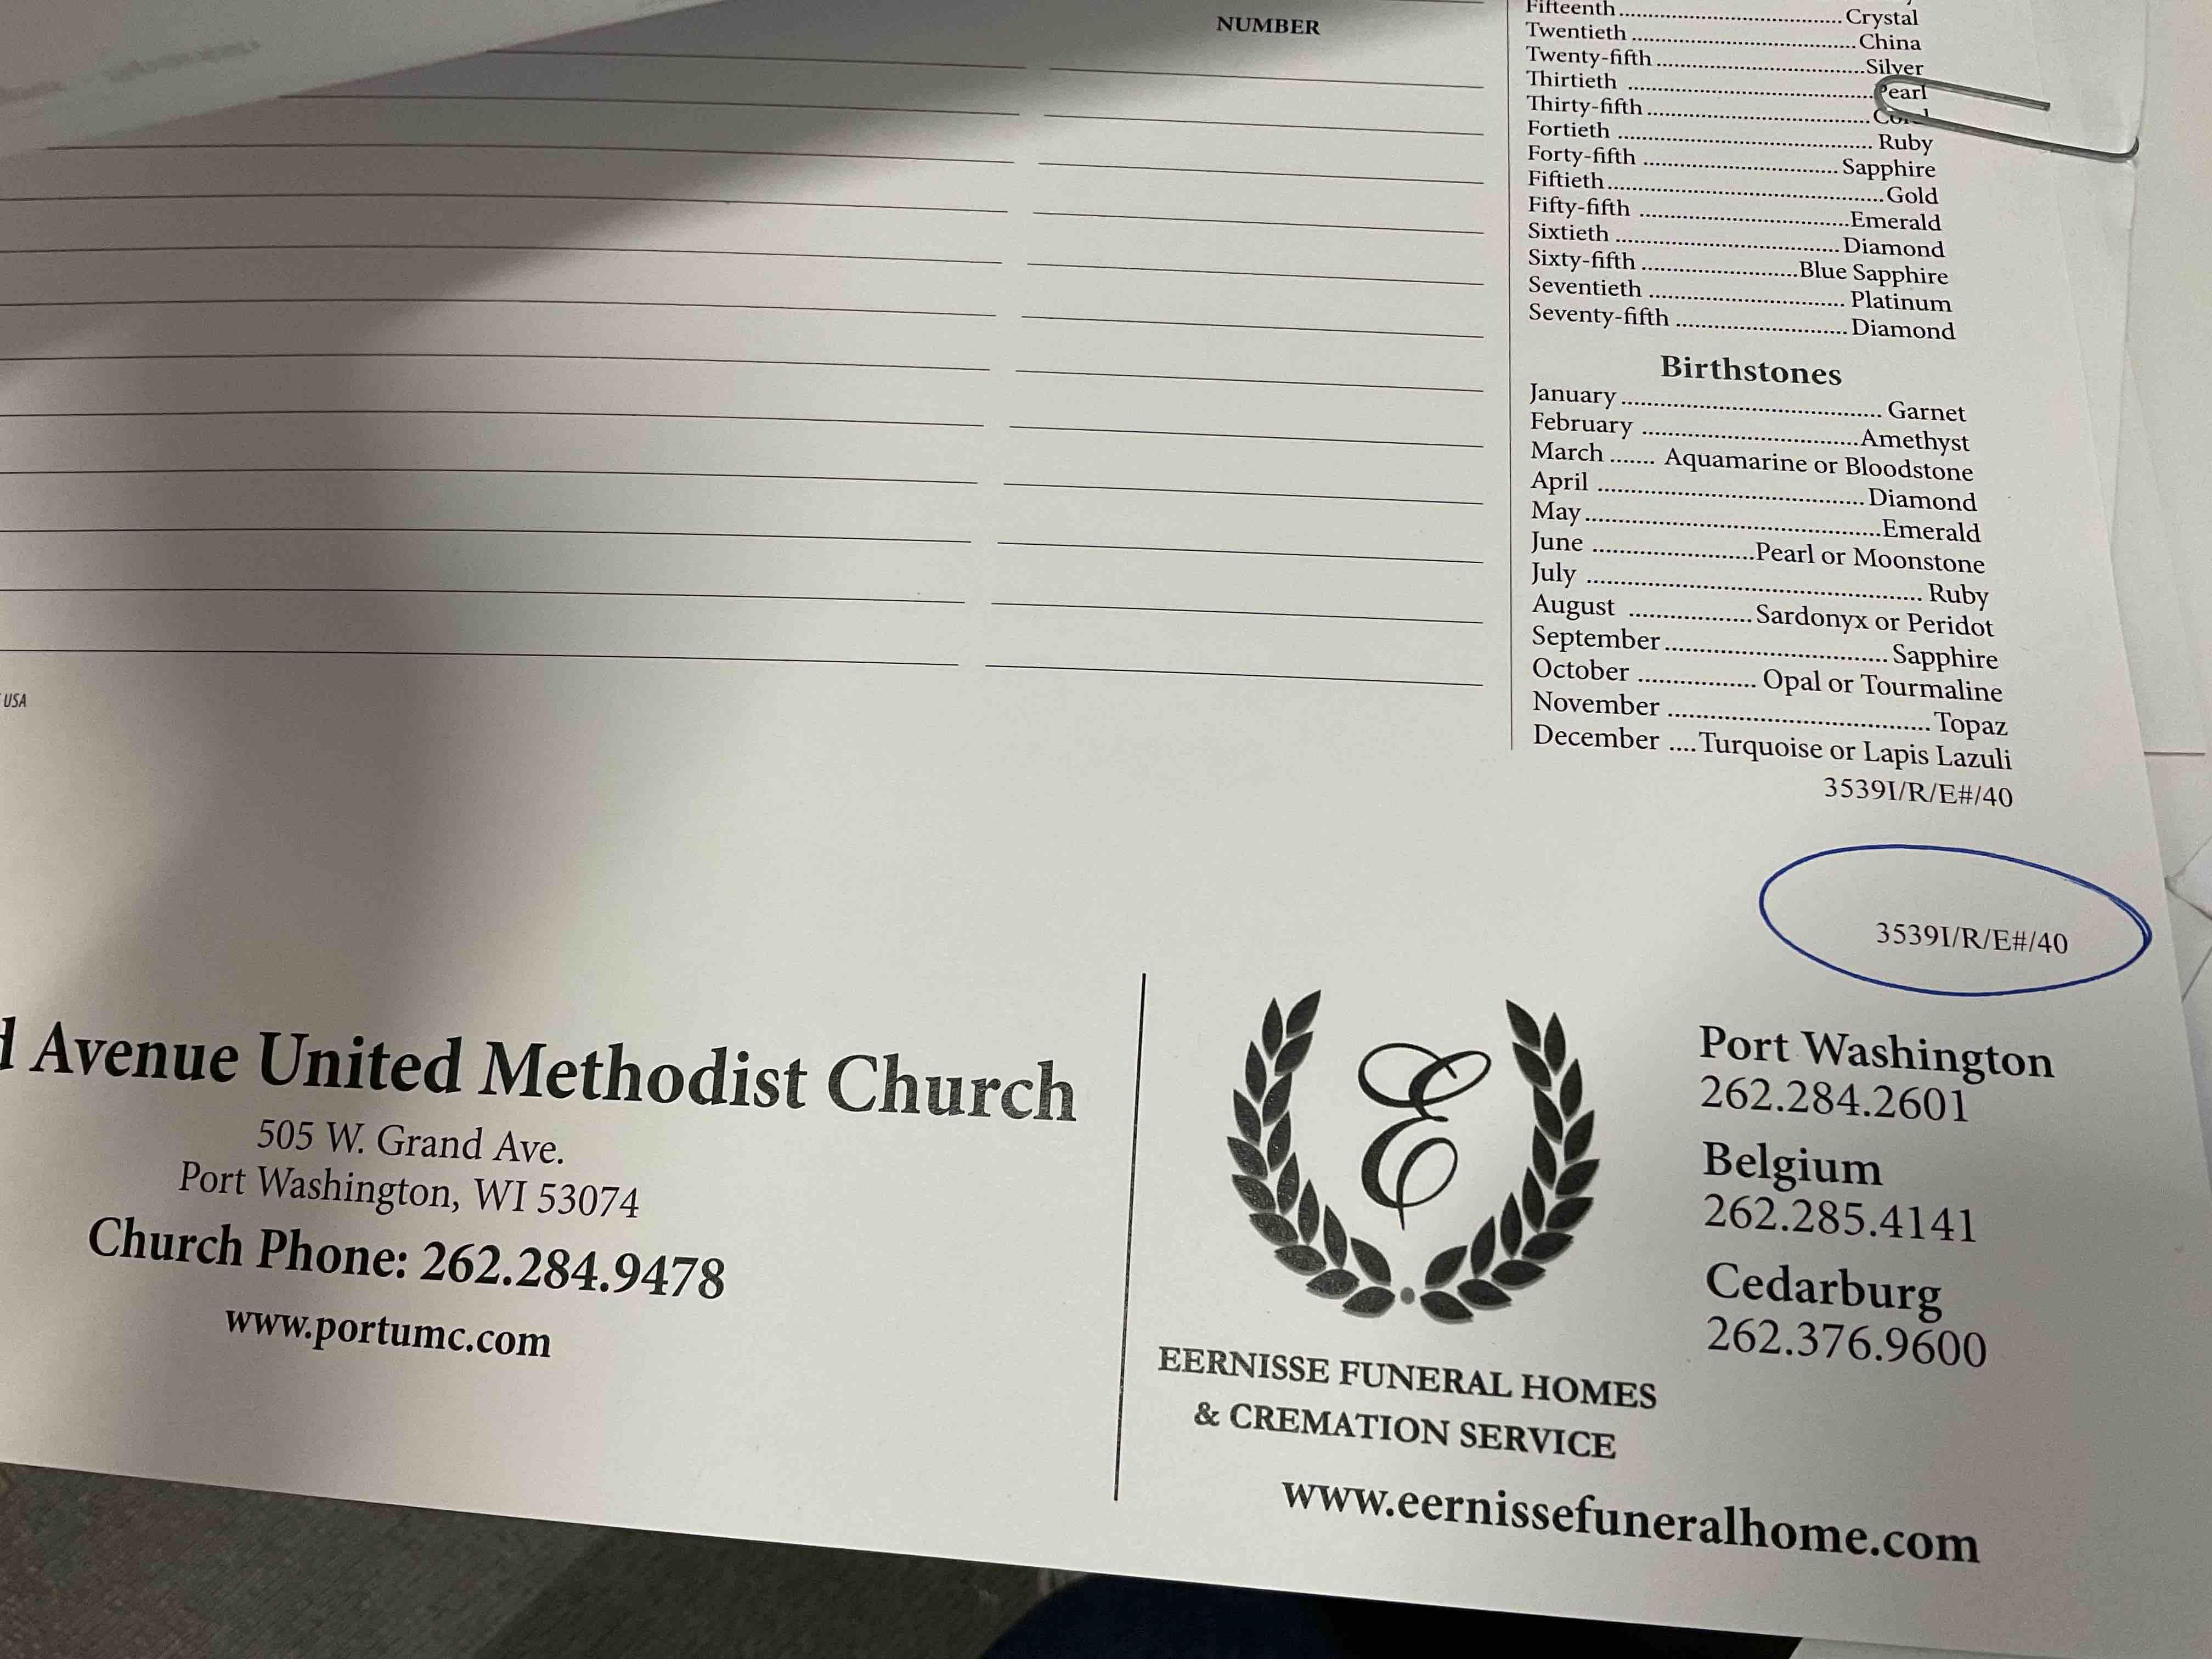 NUMBER
Fifteenth ........ Crystal
Twentieth ........ China
Twenty-fifth ........ Silver
Thirtieth ........ Pearl
Thirty-fifth ........
Fortieth ........ Ruby
Forty-fifth ........ Sapphire
Fiftieth ........ Gold
Fifty-fifth ........ Emerald
Sixtieth ........ Diamond
Sixty-fifth ........ Blue Sapphire
Seventieth ........ Platinum
Seventy-fifth ........ Diamond
Birthstones
January ........ Garnet
February ........ Amethyst
March ....... Aquamarine or Bloodstone
April ........ Diamond
May ........ Emerald
June ........ Pearl or Moonstone
July ........ Ruby
August ........ Sardonyx or Peridot
September ........ Sapphire
October ........ Opal or Tourmaline
November ........ Topaz
December .... Turquoise or Lapis Lazuli
3539I/R/E#/40
USA
3539I/R/E#/40
d Avenue United Methodist Church
505 W. Grand Ave.
Port Washington, WI 53074
Church Phone: 262.284.9478
www.portumc.com
E
EERNISSE FUNERAL HOMES
& CREMATION SERVICE
Port Washington
262.284.2601
Belgium
262.285.4141
Cedarburg
262.376.9600
www.eernissefuneralhome.com